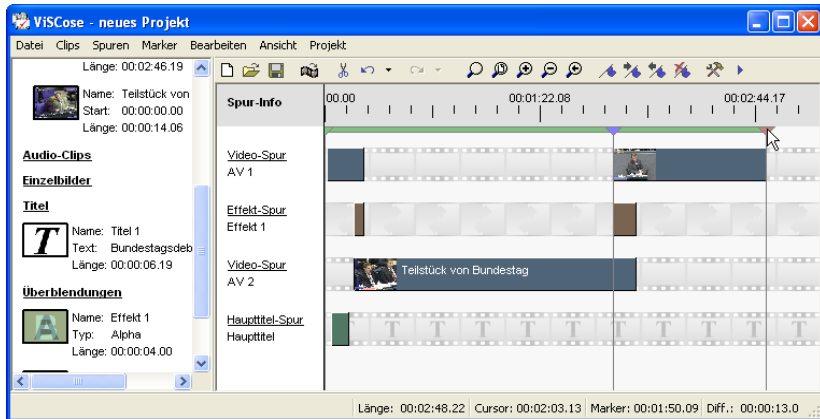 ViSCose - neues Projekt
Datei Clips Spuren Marker Bearbeiten Ansicht Projekt
Länge: 00:02:46.19
Name: Teilstück von
Start: 00:00:00.00
Länge: 00:00:14.06
Audio-Clips
Einzelbilder
Titel
T
Name: Titel 1
Text: Bundestagsdeb
Länge: 00:00:06.19
Überblendungen
A
Name: Effekt 1
Typ: Alpha
Länge: 00:00:04.00
Spur-Info
00.00 00:01:22.08 00:02:44.17
Video-Spur
AV 1
Effekt-Spur
Effekt 1
Video-Spur
AV 2
Teilstück von Bundestag
Haupttitel-Spur
Haupttitel
T T T T T T T T T T T
Länge: 00:02:48.22 Cursor: 00:02:03.13 Marker: 00:01:50.09 Diff.: 00:00:13.0